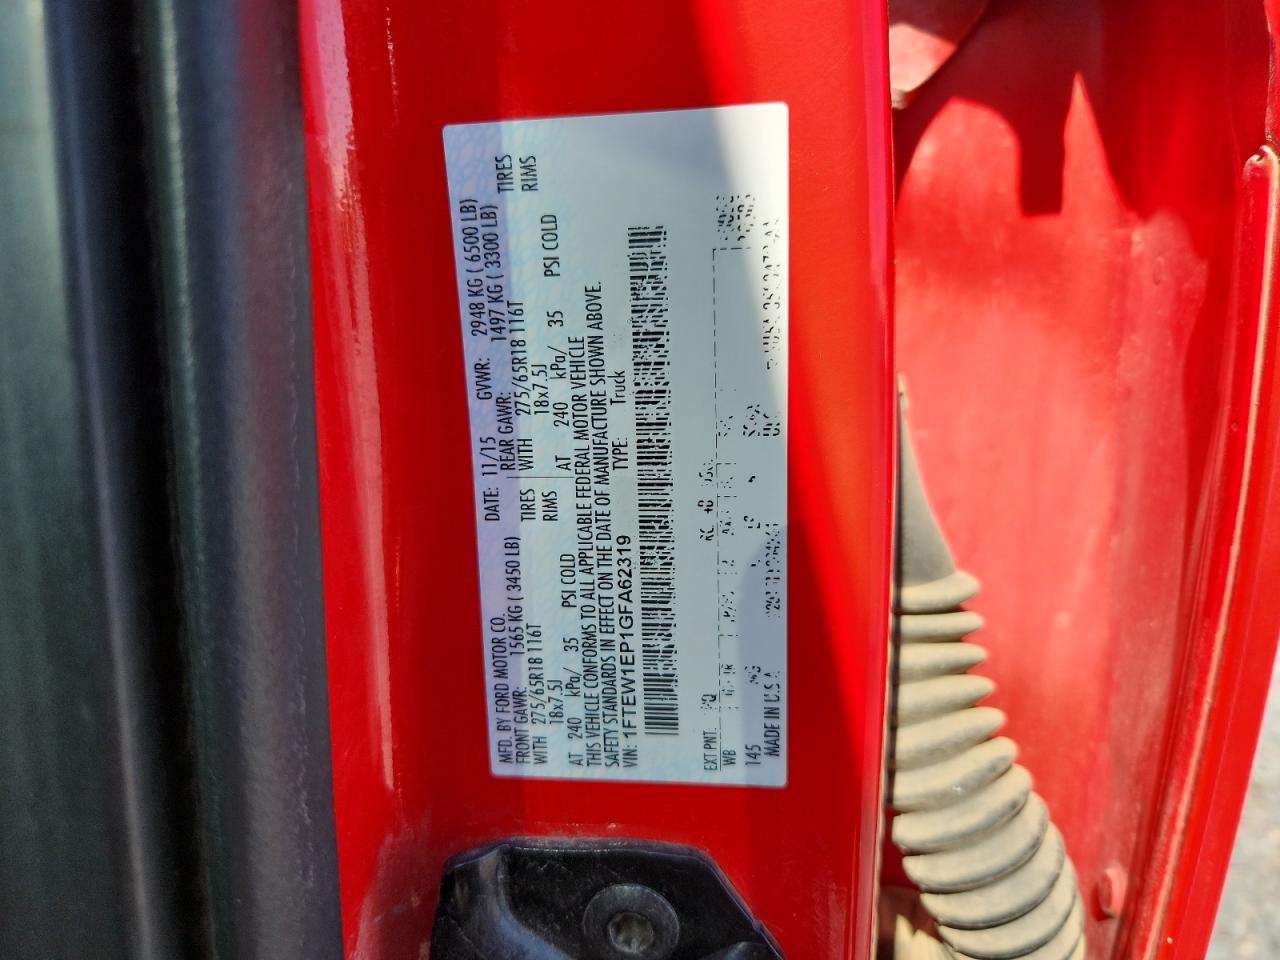 MFD. BY FORD MOTOR CO. DATE: 11/15 GVWR: 2948 KG ( 6500 LB)
FRONT GAWR: 1565 KG ( 3450 LB) REAR GAWR: 1497 KG ( 3300 LB)
WITH 275/65R18 116T TIRES WITH 275/65R18 116T TIRES
18x7.5J RIMS 18x7.5J RIMS
AT 240 kPa/ 35 PSI COLD AT 240 kPa/ 35 PSI COLD
THIS VEHICLE CONFORMS TO ALL APPLICABLE FEDERAL MOTOR VEHICLE
SAFETY STANDARDS IN EFFECT ON THE DATE OF MANUFACTURE SHOWN ABOVE.
VIN: 1FTEW1EP1GFA62319 TYPE: Truck
EXT PNT:
WB
145
MADE IN U.S.A